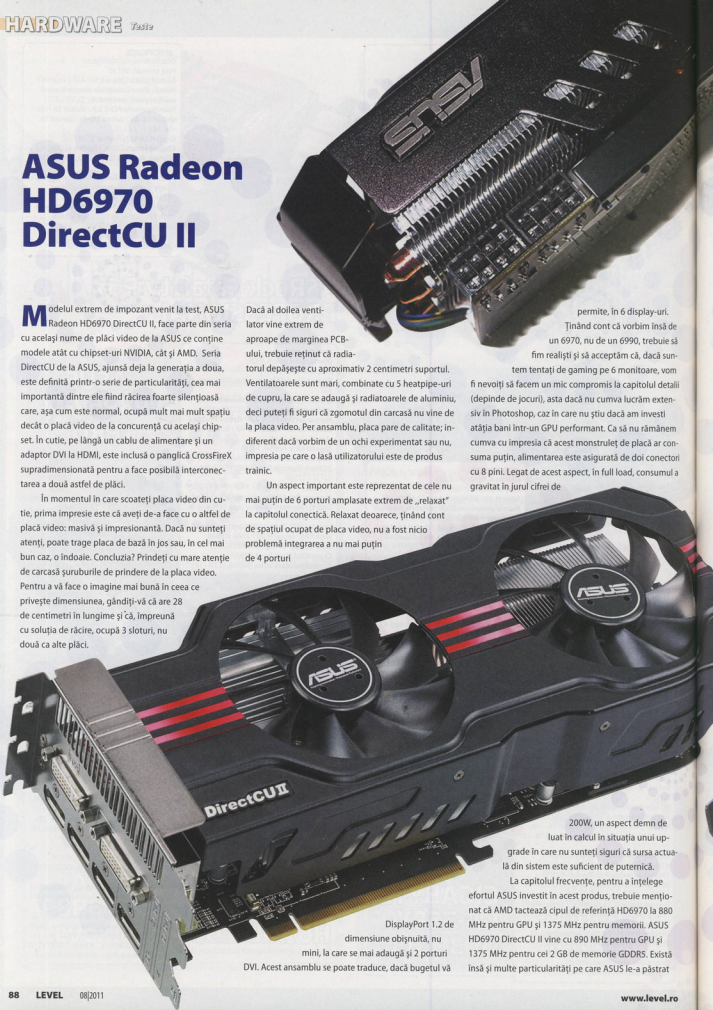 HARDWARE Teste
ASUS
ASUS Radeon
HD6970
DirectCU II
Modelul extrem de impozant venit la test, ASUS
Radeon HD6970 DirectCU II, face parte din seria
cu același nume de plăci video de la ASUS ce conține
modele atât cu chipset-uri NVIDIA, cât și AMD. Seria
DirectCU de la ASUS, ajunsă deja la generația a doua,
este definită printr-o serie de particularități, cea mai
importantă dintre ele fiind răcirea foarte silențioasă
care, așa cum este normal, ocupă mult mai mult spațiu
decât o placă video de la concurență cu același chip-
set. În cutie, pe lângă un cablu de alimentare și un
adaptor DVI la HDMI, este inclusă o panglică CrossFireX
supradimensionată pentru a face posibilă interconec-
tarea a două astfel de plăci.
În momentul în care scoateți placa video din cu-
tie, prima impresie este că aveți de-a face cu o altfel de
placă video: masivă și impresionantă. Dacă nu sunteți
atenți, poate trage placa de bază în jos sau, în cel mai
bun caz, o îndoaie. Concluzia? Prindeți cu mare atenție
de carcasă șuruburile de prindere de la placa video.
Pentru a vă face o imagine mai bună în ceea ce
privește dimensiunea, gândiți-vă că are 28
de centimetri în lungime și că, împreună
cu soluția de răcire, ocupă 3 sloturi, nu
două ca alte plăci.
Dacă al doilea venti-
lator vine extrem de
aproape de marginea PCB-
ului, trebuie reținut că radia-
torul depășește cu aproximativ 2 centimetri suportul.
Ventilatoarele sunt mari, combinate cu 5 heatpipe-uri
de cupru, la care se adaugă și radiatoarele de aluminiu,
deci puteți fi siguri că zgomotul din carcasă nu vine de
la placa video. Per ansamblu, placa pare de calitate; in-
diferent dacă vorbim de un ochi experimentat sau nu,
impresia pe care o lasă utilizatorului este de produs
trainic.
Un aspect important este reprezentat de cele nu
mai puțin de 6 porturi amplasate extrem de „relaxat”
la capitolul conectică. Relaxat deoarece, ținând cont
de spațiul ocupat de placa video, nu a fost nicio
problemă integrarea a nu mai puțin
de 4 porturi
DisplayPort 1.2 de
dimensiune obișnuită, nu
mini, la care se mai adaugă și 2 porturi
DVI. Acest ansamblu se poate traduce, dacă bugetul vă
permite, în 6 display-uri.
Ținând cont că vorbim însă de
un 6970, nu de un 6990, trebuie să
fim realiști și să acceptăm că, dacă sun-
tem tentați de gaming pe 6 monitoare, vom
fi nevoiți să facem un mic compromis la capitolul detalii
(depinde de jocuri), asta dacă nu cumva lucrăm exten-
siv în Photoshop, caz în care nu știu dacă am investi
atâția bani într-un GPU performant. Ca să nu rămânem
cumva cu impresia că acest monstruleț de placă ar con-
suma puțin, alimentarea este asigurată de doi conectori
cu 8 pini. Legat de acest aspect, în full load, consumul a
gravitat în jurul cifrei de
200W, un aspect demn de
luat în calcul în situația unui up-
grade în care nu sunteți siguri că sursa actua-
lă din sistem este suficient de puternică.
La capitolul frecvențe, pentru a înțelege
efortul ASUS investit în acest produs, trebuie mențio-
nat că AMD tactează cipul de referință HD6970 la 880
MHz pentru GPU și 1375 MHz pentru memorii. ASUS
HD6970 DirectCU II vine cu 890 MHz pentru GPU și
1375 MHz pentru cei 2 GB de memorie GDDR5. Există
însă și multe particularități pe care ASUS le-a păstrat
ASUS
ASUS
DirectCU II
88 LEVEL 08|2011
www.level.ro